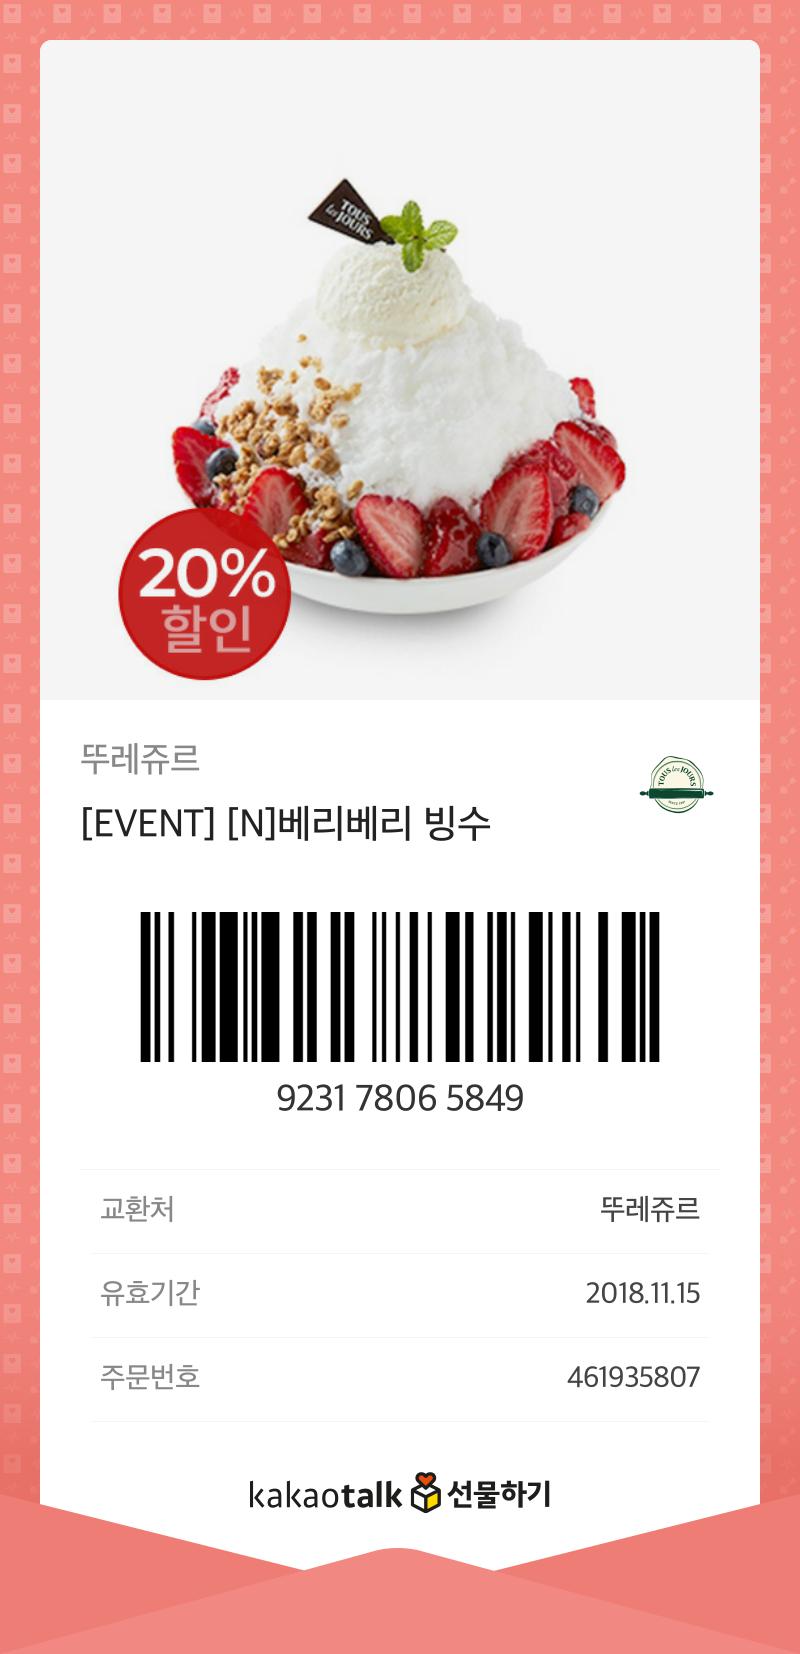 TOUS
les JOURS
20%
할인
뚜레쥬르
TOUS les JOURS
[EVENT] [N]베리베리 빙수
9231 7806 5849
교환처 뚜레쥬르
유효기간 2018.11.15
주문번호 461935807
kakaotalk 선물하기